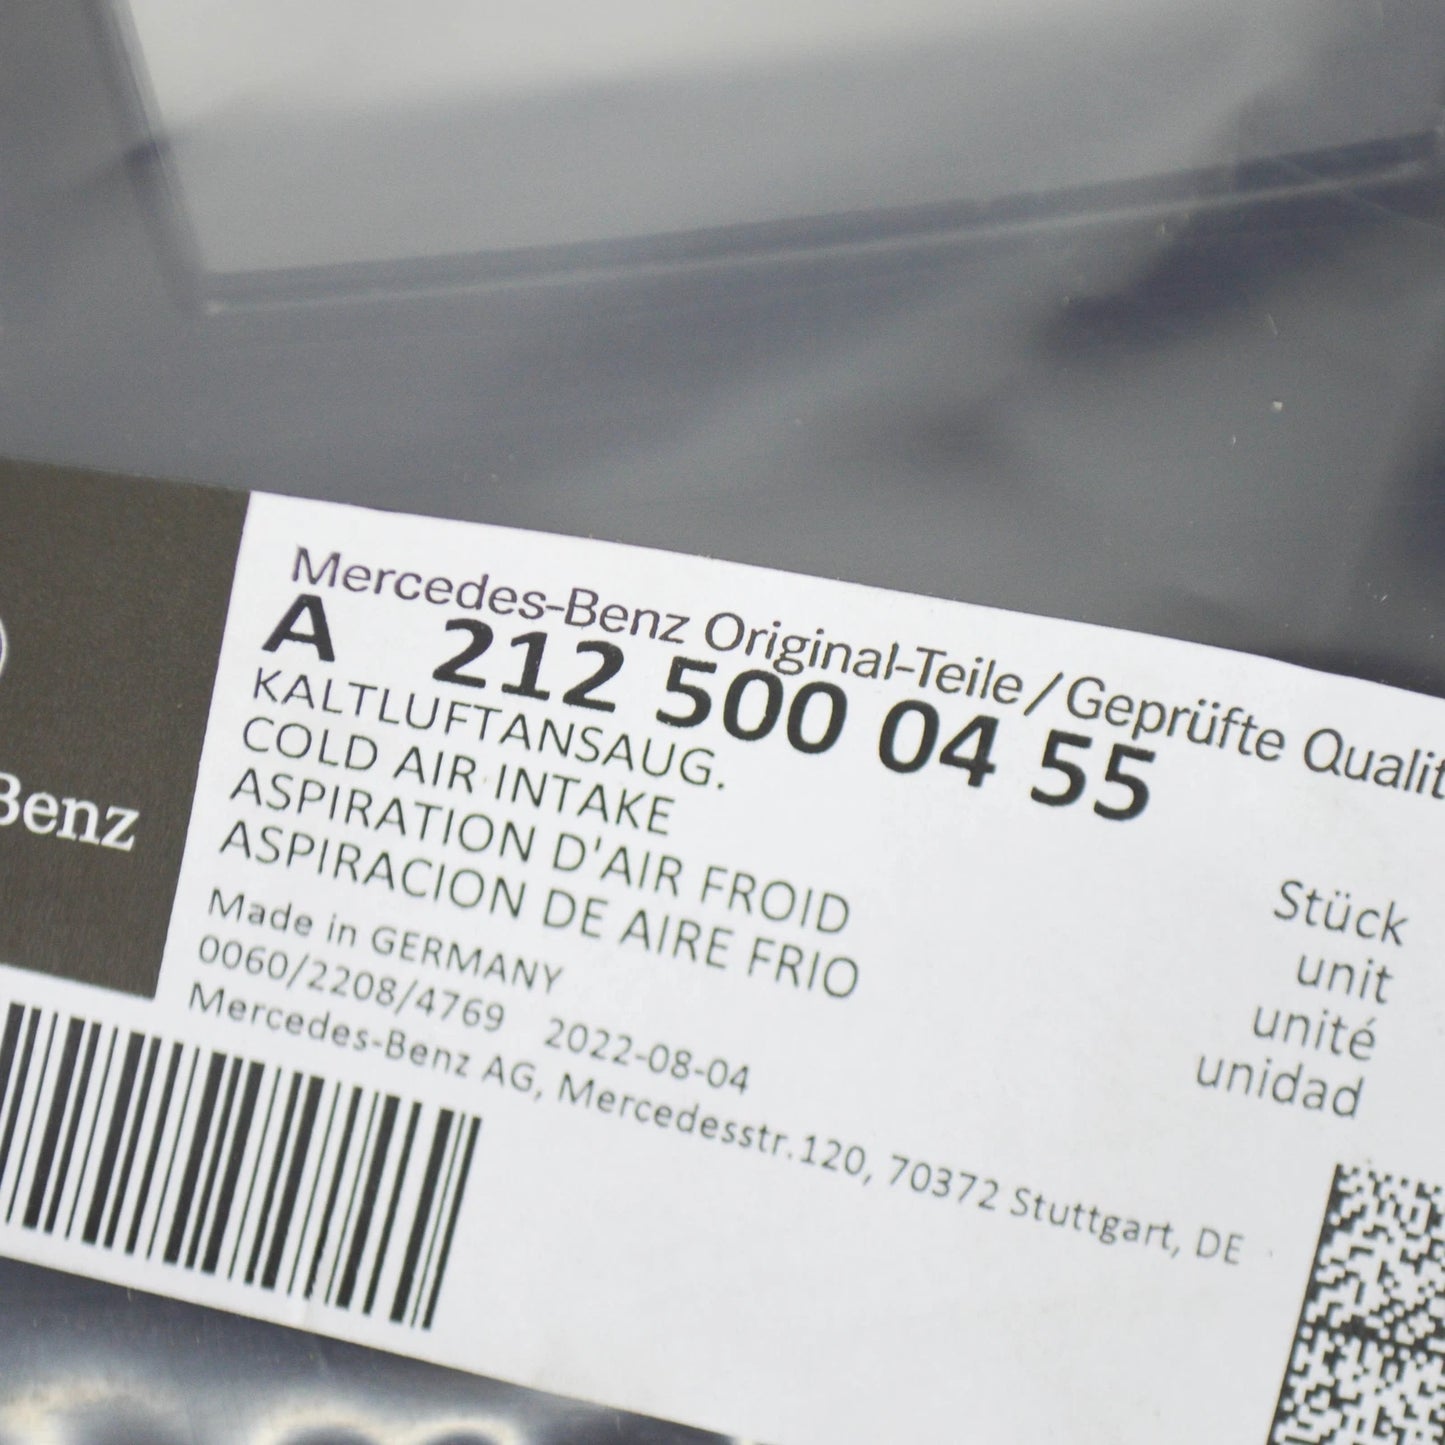 Mercedes-Benz Original-Teile/Geprüfte Qualit
A 212 500 04 55
KALTLUFTANSAUG.
COLD AIR INTAKE
ASPIRATION D'AIR FROID
ASPIRACION DE AIRE FRIO
Stück
unit
unité
unidad
Made in GERMANY
0060/2208/4769 2022-08-04
Mercedes-Benz AG, Mercedesstr.120, 70372 Stuttgart, DE
Benz